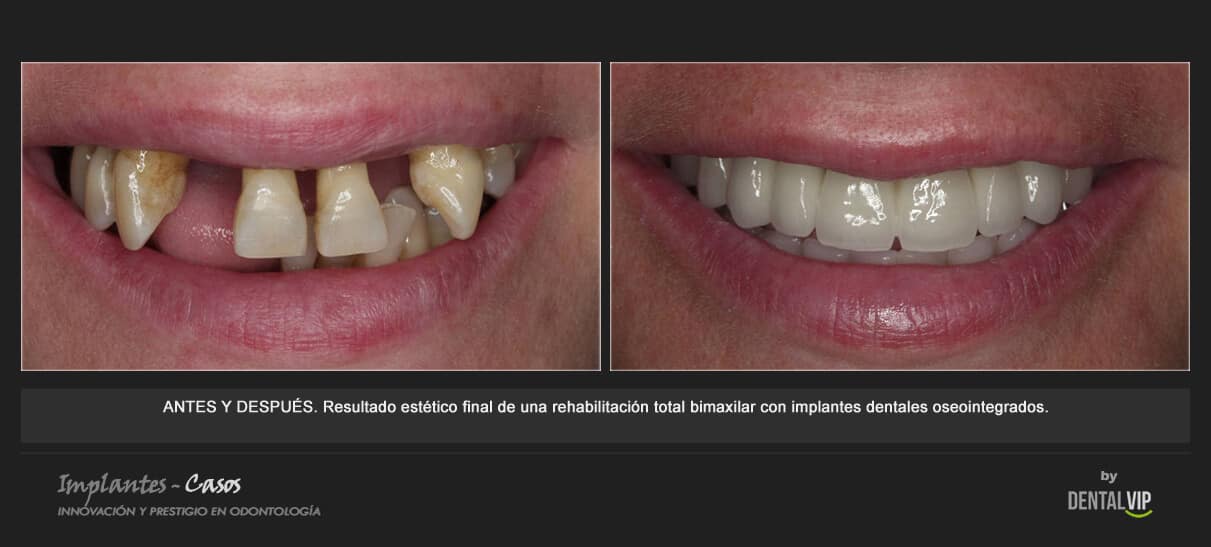 ANTES Y DESPUÉS. Resultado estético final de una rehabilitación total bimaxilar con implantes dentales oseointegrados.
Implantes - Casos
INNOVACIÓN Y PRESTIGIO EN ODONTOLOGÍA
by
DENTALVIP